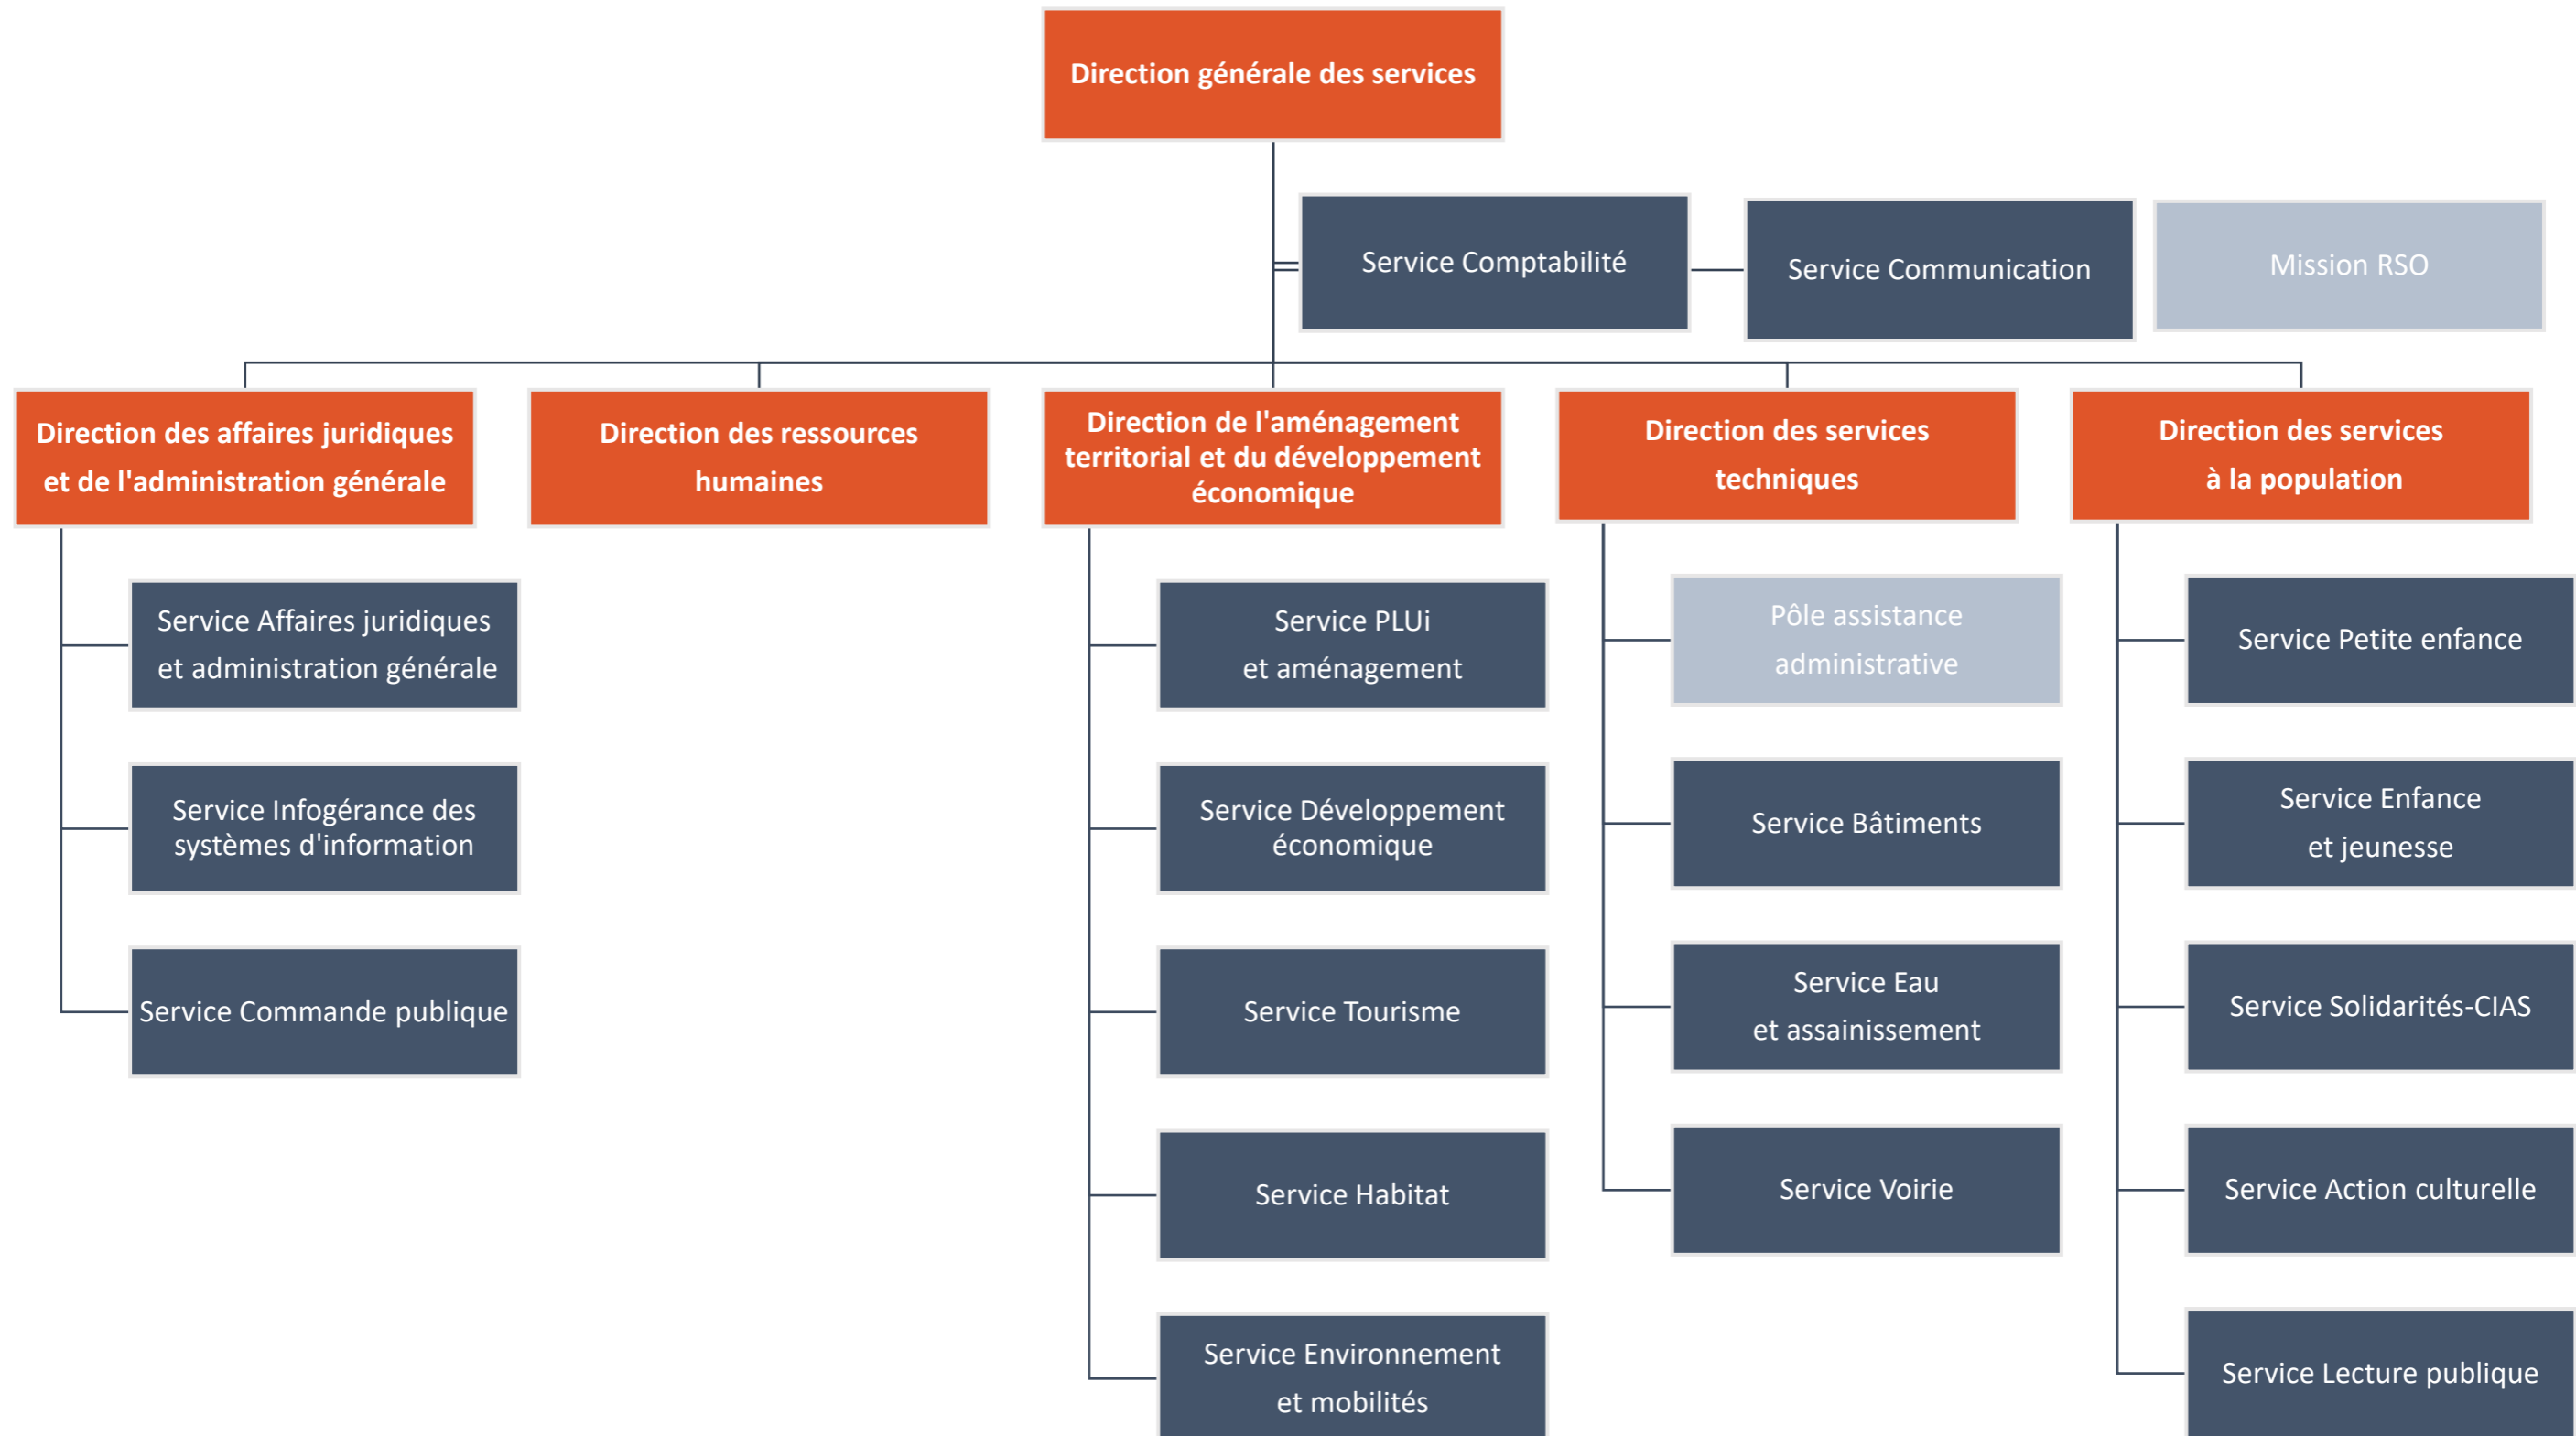 Direction générale des services
Service Comptabilité
Service Communication
Mission RSO
Direction des affaires juridiques
et de l'administration générale
Direction des ressources
humaines
Direction de l'aménagement
territorial et du développement
économique
Direction des services
techniques
Direction des services
à la population
Service Affaires juridiques
et administration générale
Service Infogérance des
systèmes d'information
Service Commande publique
Service PLUi
et aménagement
Service Développement
économique
Service Tourisme
Service Habitat
Service Environnement
et mobilités
Pôle assistance
administrative
Service Bâtiments
Service Eau
et assainissement
Service Voirie
Service Petite enfance
Service Enfance
et jeunesse
Service Solidarités-CIAS
Service Action culturelle
Service Lecture publique